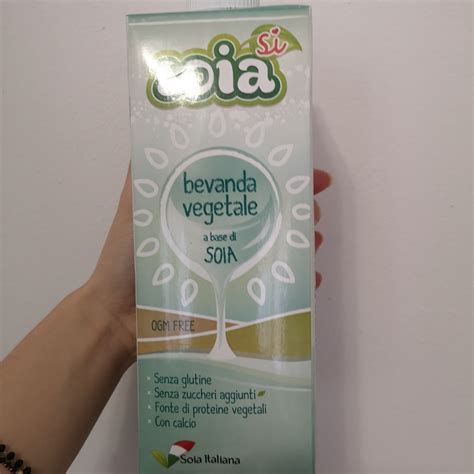 si
soia
bevanda
vegetale
a base di
SOIA
OGM FREE
Senza glutine
Senza zuccheri aggiunti
Fonte di proteine vegetali
Con calcio
Soia Italiana